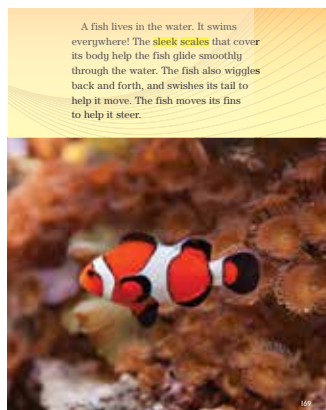 A fish lives in the water. It swims
everywhere! The sleek scales that cover
its body help the fish glide smoothly
through the water. The fish also wiggles
back and forth, and swishes its tail to
help it move. The fish moves its fins
to help it steer.
169